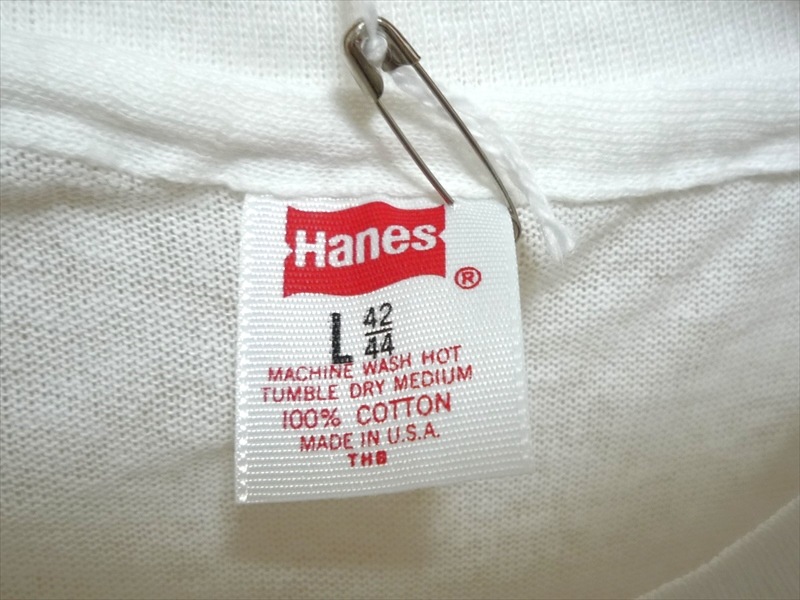 Hanes
®
L 42/44
MACHINE WASH HOT
TUMBLE DRY MEDIUM
100% COTTON
MADE IN U.S.A.
THB